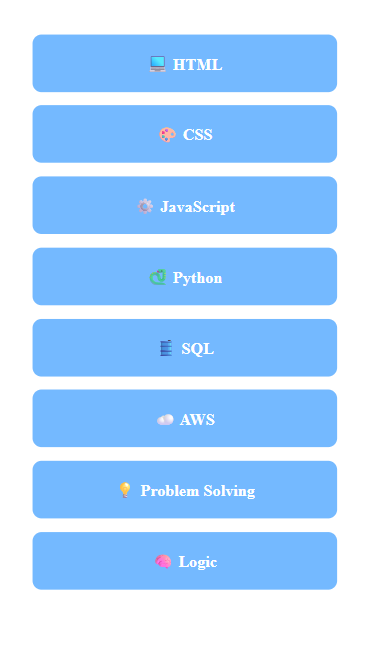 HTML
CSS
JavaScript
Python
SQL
AWS
Problem Solving
Logic